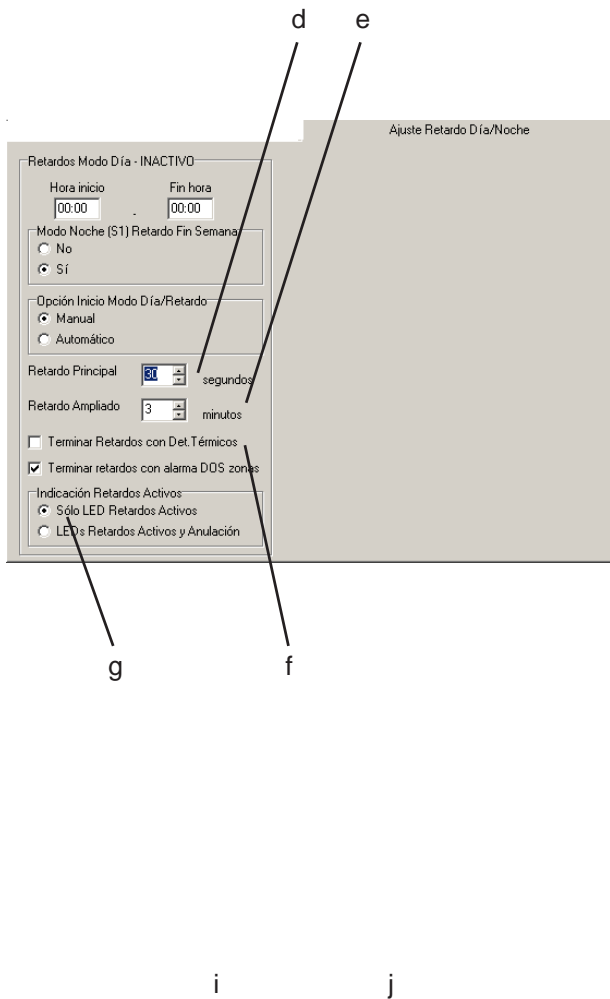 d e
Ajuste Retardo Día/Noche
Retardos Modo Día - INACTIVO
Hora inicio Fin hora
00:00 - 00:00
Modo Noche (S1) Retardo Fin Semana
No
Sí
Opción Inicio Modo Día/Retardo
Manual
Automático
Retardo Principal 30 segundos
Retardo Ampliado 3 minutos
Terminar Retardos con Det.Térmicos
Terminar retardos con alarma DOS zonas
Indicación Retardos Activos
Sólo LED Retardos Activos
LEDs Retardos Activos y Anulación
g f
i j